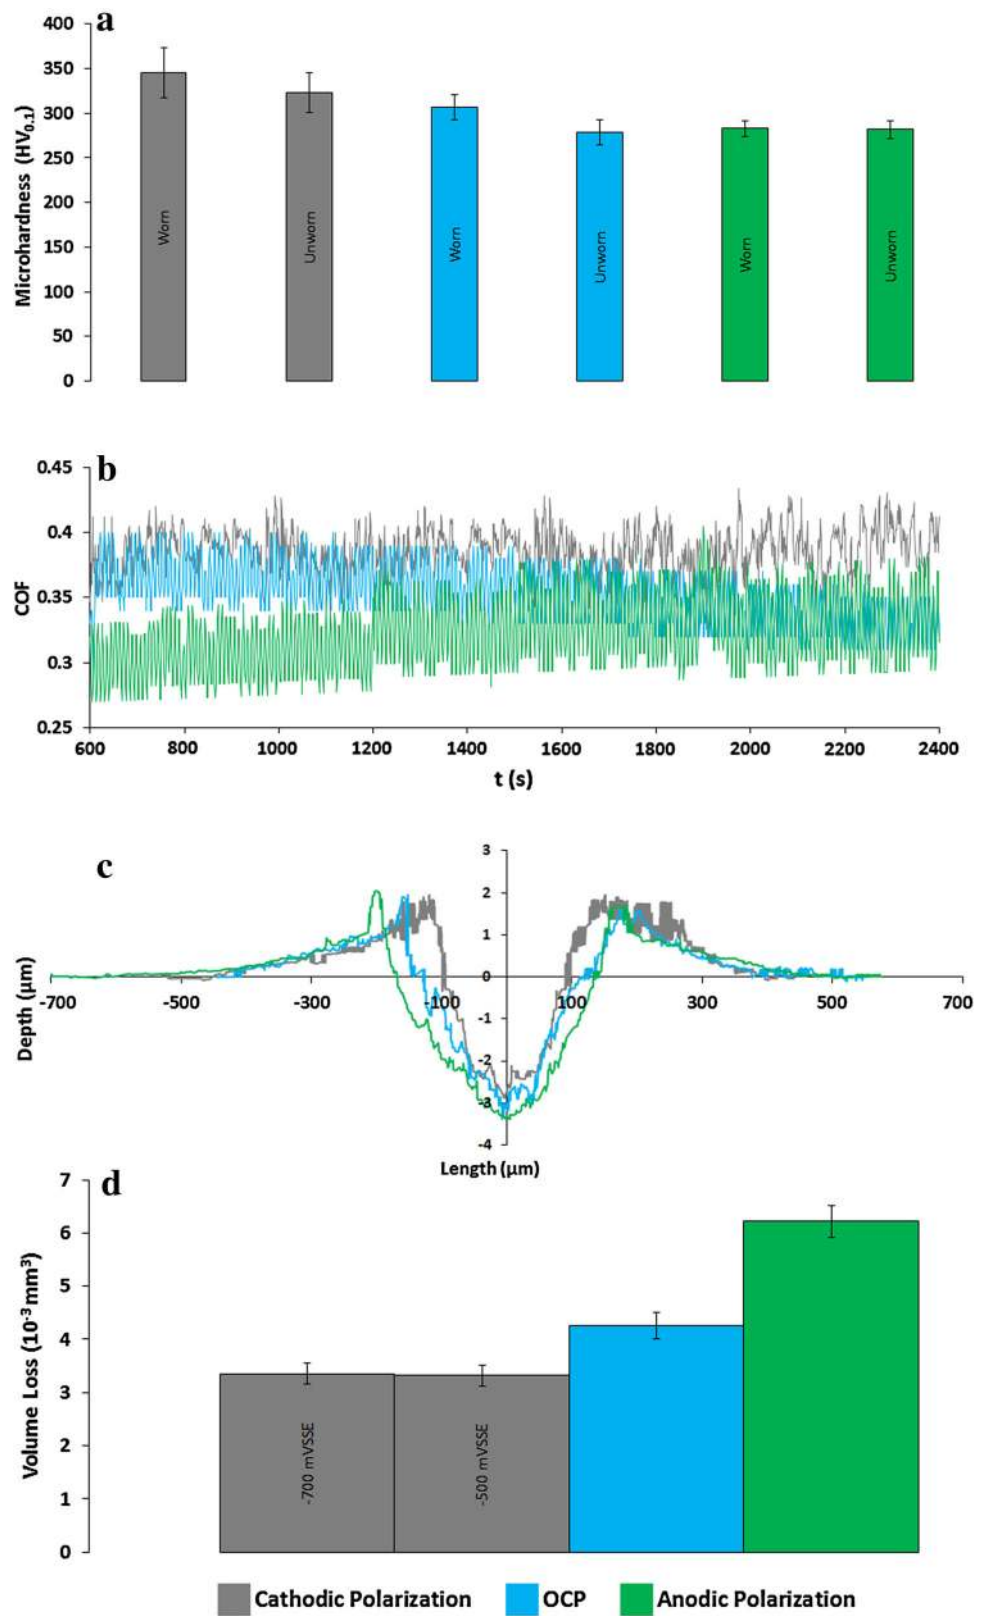 a
Microhardness (HV0.1)
400
350
300
250
200
150
100
50
0
Worn
Unworn
Worn
Unworn
Worn
Unworn
b
COF
0.45
0.4
0.35
0.3
0.25
600 800 1000 1200 1400 1600 1800 2000 2200 2400
t (s)
c
Depth (µm)
3
2
1
0
-1
-2
-3
-4
-700 -500 -300 -100 100 300 500 700
Length (µm)
d
Volume Loss (10-3 mm3)
7
6
5
4
3
2
1
0
-700 mVSSE
-500 mVSSE
Cathodic Polarization OCP Anodic Polarization